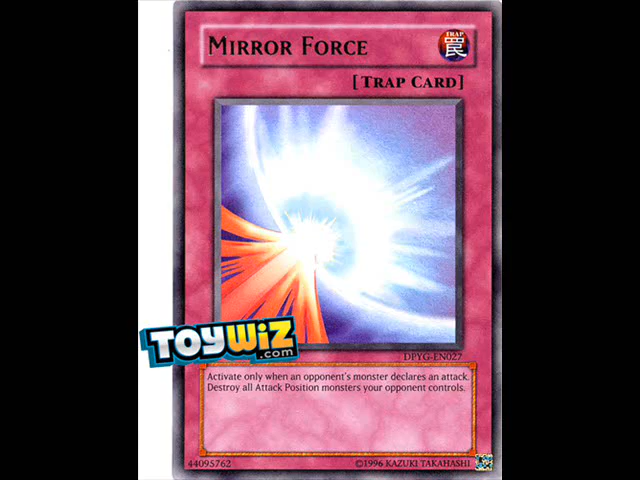 Mirror Force
TRAP
罠
[Trap Card]
TOYWIZ
.com
DPYG-EN027
Activate only when an opponent's monster declares an attack.
Destroy all Attack Position monsters your opponent controls.
44095762
©1996 KAZUKI TAKAHASHI